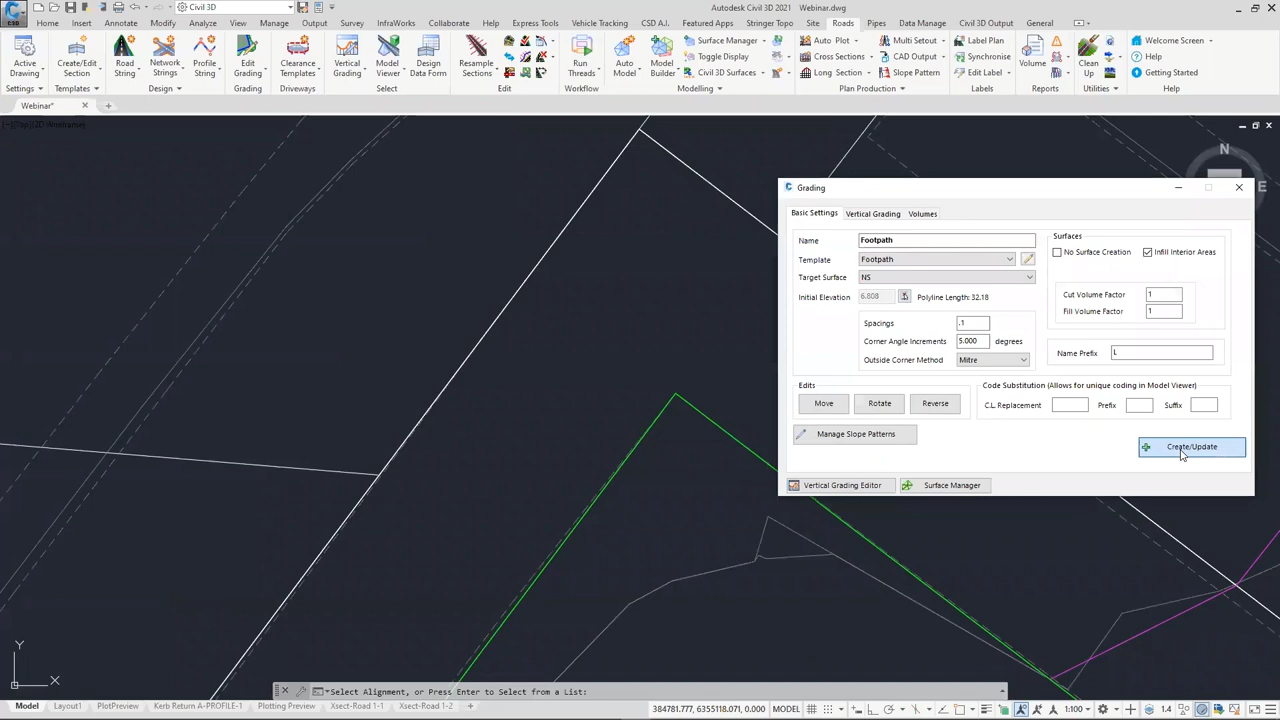 C3D
Civil 3D
Autodesk Civil 3D 2021 Webinar.dwg
Home Insert Annotate Modify Analyze View Manage Output Survey InfraWorks Collaborate Express Tools Vehicle Tracking CSD A.I. Featured Apps Stringer Topo Site Roads Pipes Data Manage Civil 3D Output General
Active Drawing
Create/Edit Section
Road String
Network Strings
Profile String
Edit Grading
Clearance Templates
Vertical Grading
Model Viewer
Design Data Form
Resample Sections
Run Threads
Auto Model
Model Builder
Surface Manager
Toggle Display
Civil 3D Surfaces
Auto Plot
Cross Sections
Long Section
Multi Setout
CAD Output
Slope Pattern
Label Plan
Synchronise
Edit Label
Volume
Clean Up
Welcome Screen
Help
Getting Started
Settings Templates Design Grading Driveways Select Edit Workflow Modelling Plan Production Labels Reports Utilities Help
Webinar*
N
E
Grading
Basic Settings Vertical Grading Volumes
Name Footpath
Template Footpath
Target Surface NS
Initial Elevation 6.808 Polyline Length: 32.18
Spacings .1
Corner Angle Increments 5.000 degrees
Outside Corner Method Mitre
Surfaces
No Surface Creation Infill Interior Areas
Cut Volume Factor 1
Fill Volume Factor 1
Name Prefix L
Edits
Move Rotate Reverse
Code Substitution (Allows for unique coding in Model Viewer)
C.L. Replacement Prefix Suffix
Manage Slope Patterns
Create/Update
Vertical Grading Editor Surface Manager
Y
X
Select Alignment, or Press Enter to Select from a List:
Model Layout1 PlotPreview Kerb Return A-PROFILE-1 Plotting Preview Xsect-Road 1-1 Xsect-Road 1-2
384781.777, 6355118.071, 0.000 MODEL 1:100 1.4